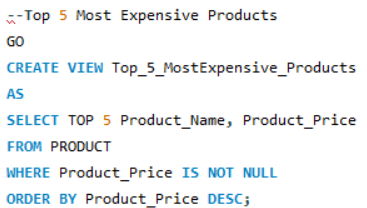 --Top 5 Most Expensive Products
GO
CREATE VIEW Top_5_MostExpensive_Products
AS
SELECT TOP 5 Product_Name, Product_Price
FROM PRODUCT
WHERE Product_Price IS NOT NULL
ORDER BY Product_Price DESC;